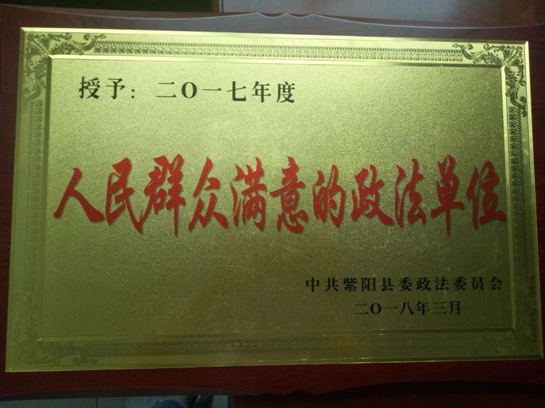 授予：二〇一七年度
人民群众满意的政法单位
中共紫阳县委政法委员会
二〇一八年三月